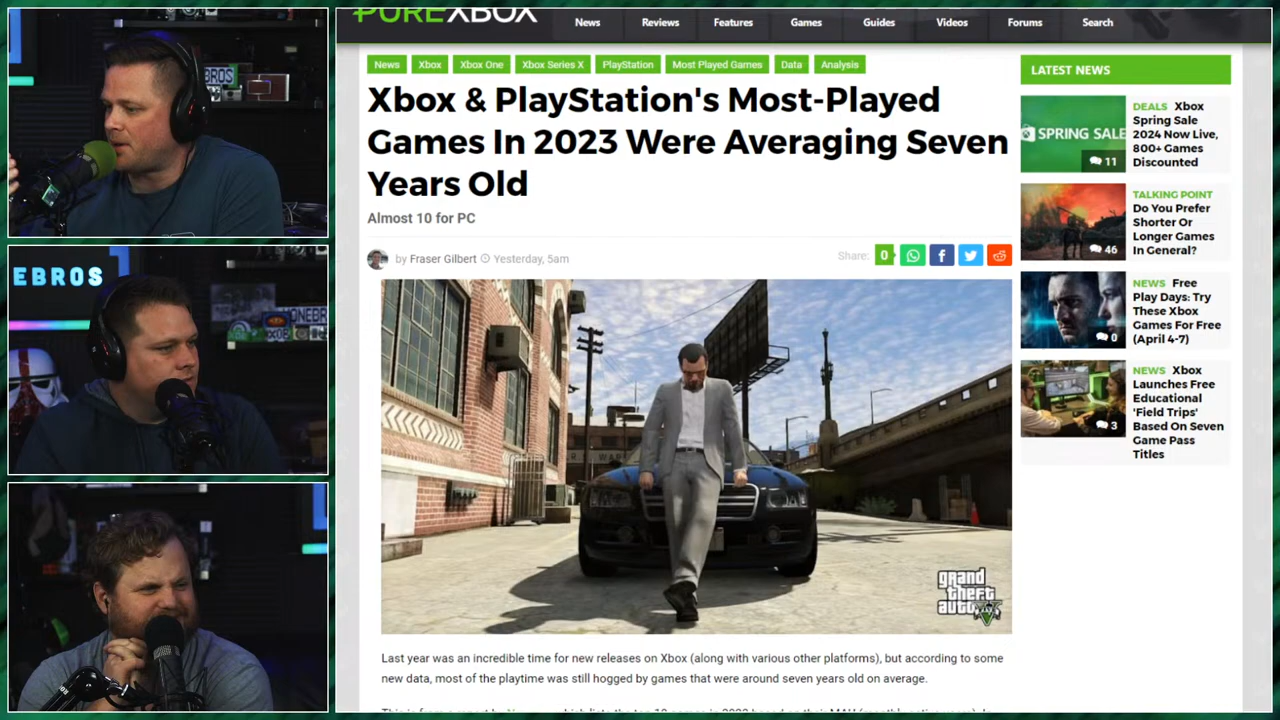 PUREXBOX
News Reviews Features Games Guides Videos Forums Search
News Xbox Xbox One Xbox Series X PlayStation Most Played Games Data Analysis
Xbox & PlayStation's Most-Played
Games In 2023 Were Averaging Seven
Years Old
Almost 10 for PC
by Fraser Gilbert Yesterday, 5am
Share: 0
grand
theft
auto
V
Last year was an incredible time for new releases on Xbox (along with various other platforms), but according to some
new data, most of the playtime was still hogged by games that were around seven years old on average.
LATEST NEWS
SPRING SALE
11
DEALS Xbox
Spring Sale
2024 Now Live,
800+ Games
Discounted
46
TALKING POINT
Do You Prefer
Shorter Or
Longer Games
In General?
0
NEWS Free
Play Days: Try
These Xbox
Games For Free
(April 4-7)
3
NEWS Xbox
Launches Free
Educational
'Field Trips'
Based On Seven
Game Pass
Titles
EBROS